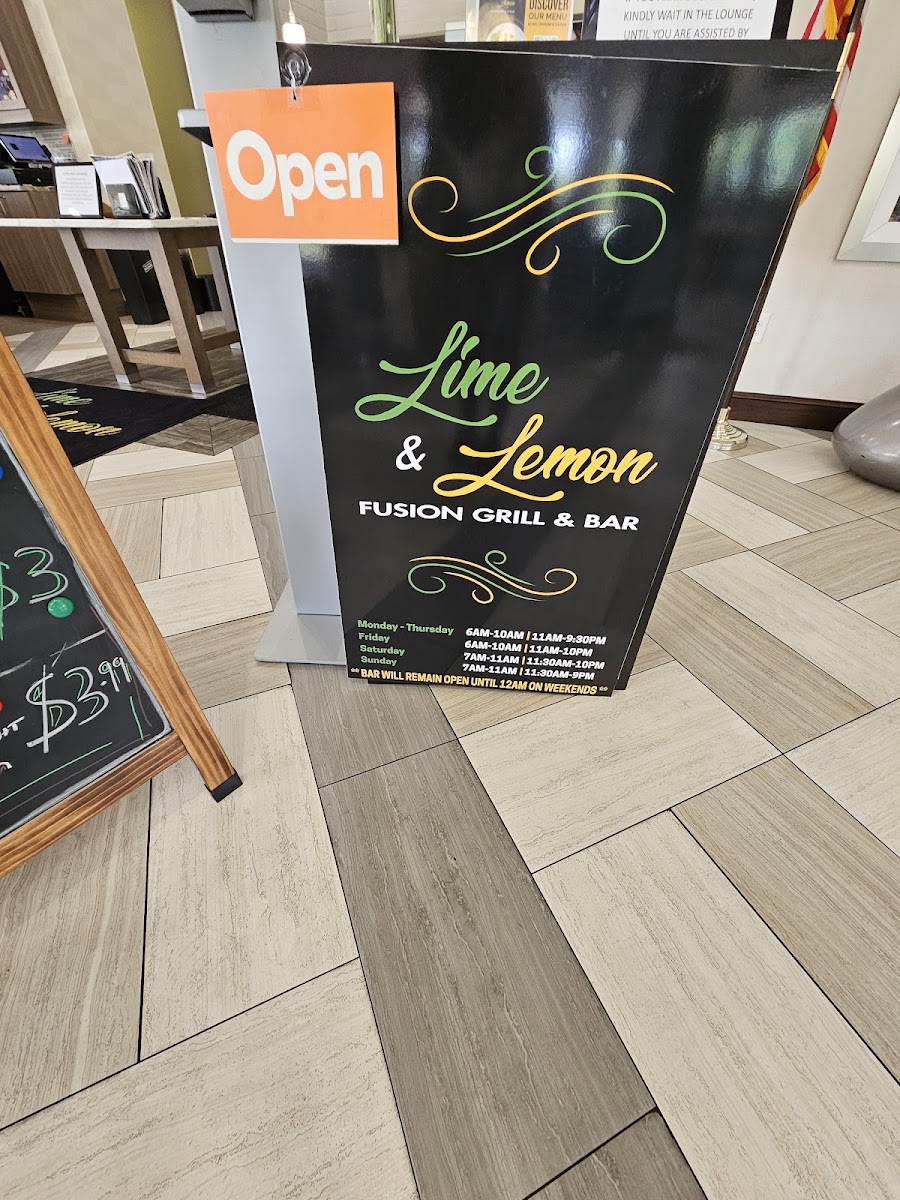 DISCOVER
OUR MENU
KINDLY WAIT IN THE LOUNGE
UNTIL YOU ARE ASSISTED BY
Open
Lime
& Lemon
FUSION GRILL & BAR
Monday - Thursday 6AM-10AM | 11AM-9:30PM
Friday 6AM-10AM | 11AM-10PM
Saturday 7AM-11AM | 11:30AM-10PM
Sunday 7AM-11AM | 11:30AM-9PM
** BAR WILL REMAIN OPEN UNTIL 12AM ON WEEKENDS **
Lime
Lemon
$3
$3.99